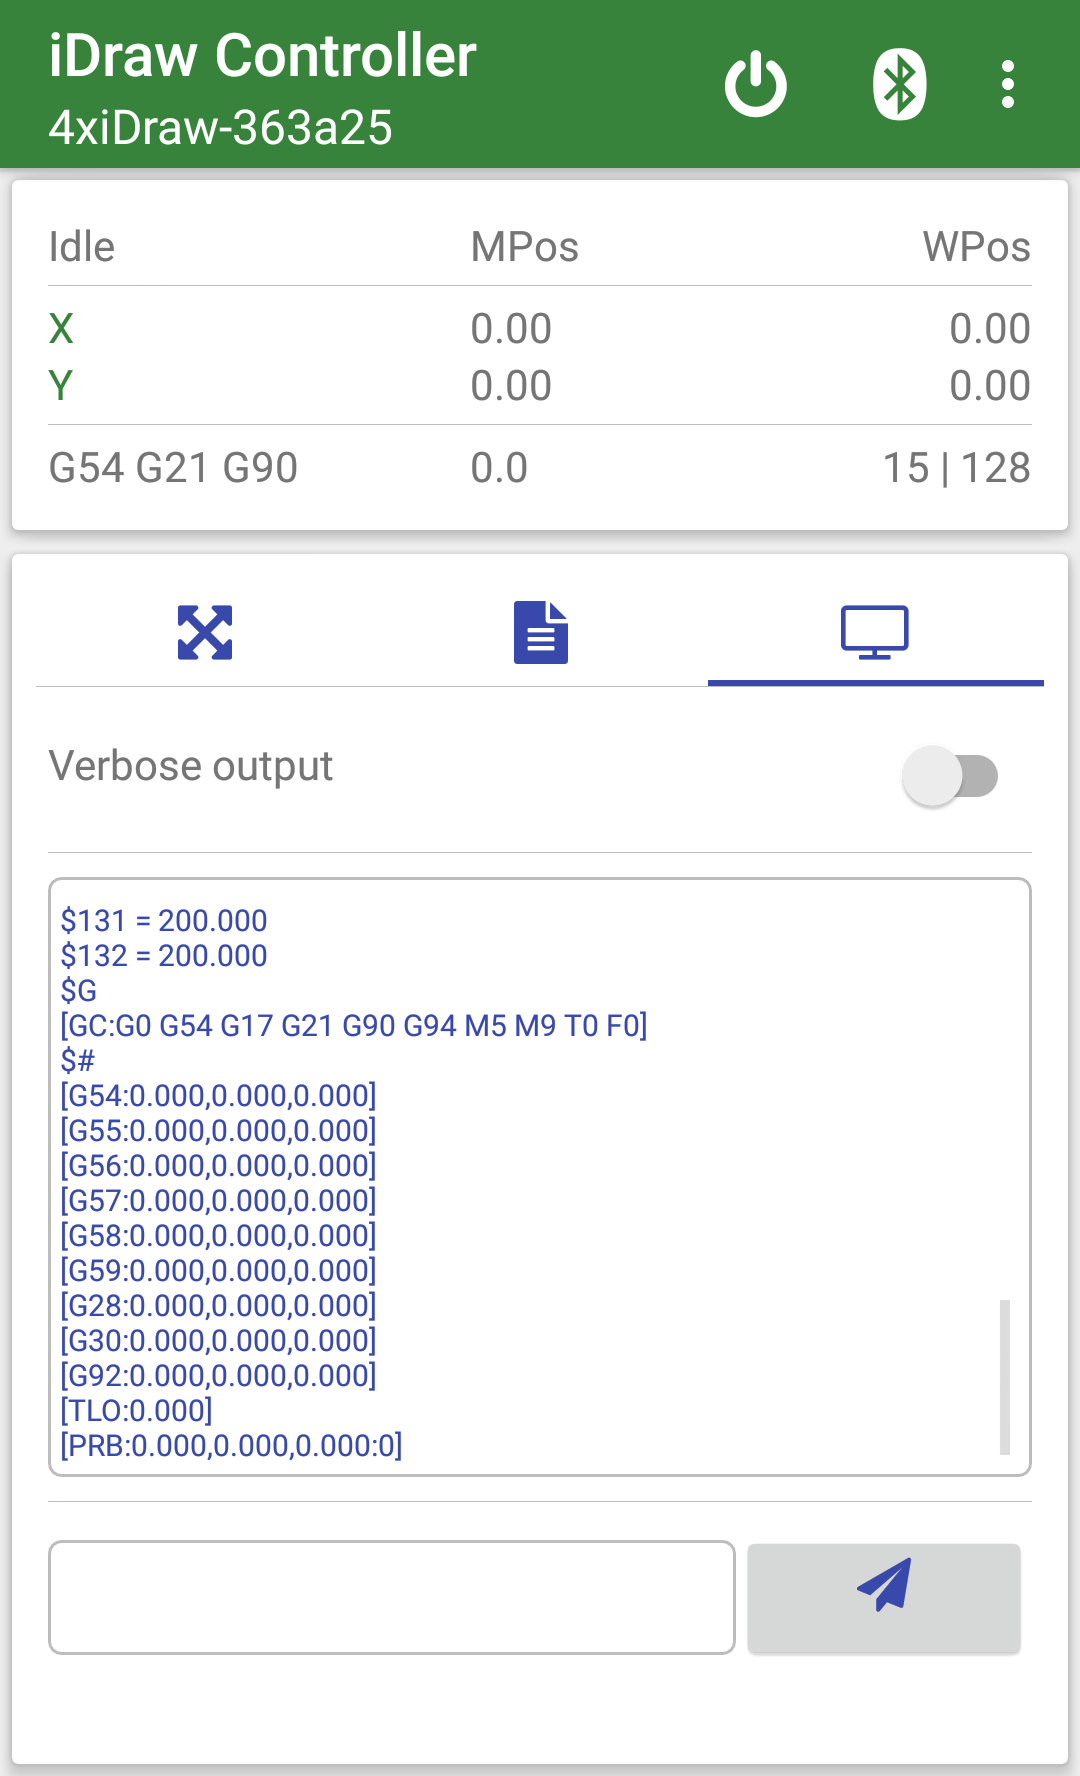 iDraw Controller
4xiDraw-363a25
Idle MPos WPos
X 0.00 0.00
Y 0.00 0.00
G54 G21 G90 0.0 15 | 128
Verbose output
$131 = 200.000
$132 = 200.000
$G
[GC:G0 G54 G17 G21 G90 G94 M5 M9 T0 F0]
$#
[G54:0.000,0.000,0.000]
[G55:0.000,0.000,0.000]
[G56:0.000,0.000,0.000]
[G57:0.000,0.000,0.000]
[G58:0.000,0.000,0.000]
[G59:0.000,0.000,0.000]
[G28:0.000,0.000,0.000]
[G30:0.000,0.000,0.000]
[G92:0.000,0.000,0.000]
[TLO:0.000]
[PRB:0.000,0.000,0.000:0]